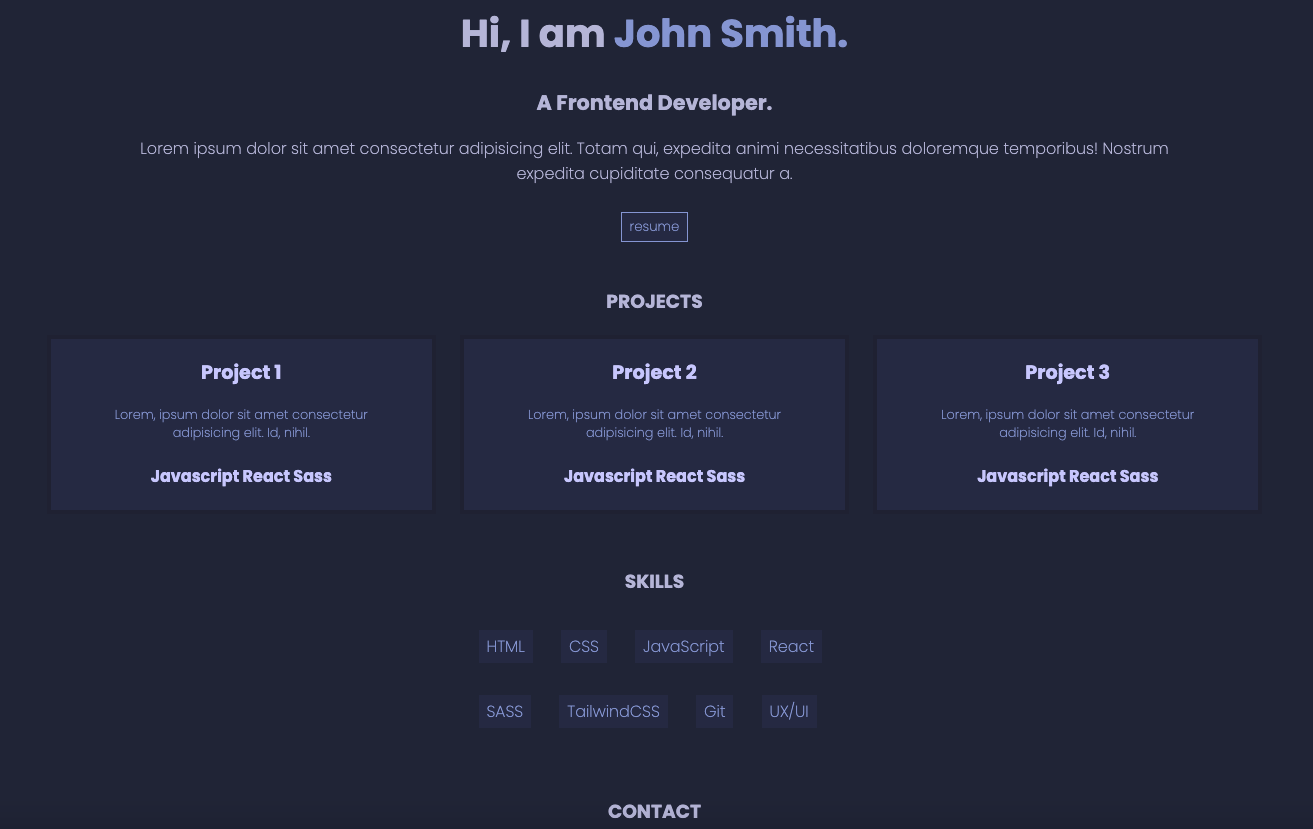 Hi, I am John Smith.
A Frontend Developer.
Lorem ipsum dolor sit amet consectetur adipisicing elit. Totam qui, expedita animi necessitatibus doloremque temporibus! Nostrum
expedita cupiditate consequatur a.
resume
PROJECTS
Project 1
Lorem, ipsum dolor sit amet consectetur
adipisicing elit. Id, nihil.
Javascript React Sass
Project 2
Lorem, ipsum dolor sit amet consectetur
adipisicing elit. Id, nihil.
Javascript React Sass
Project 3
Lorem, ipsum dolor sit amet consectetur
adipisicing elit. Id, nihil.
Javascript React Sass
SKILLS
HTML CSS JavaScript React
SASS TailwindCSS Git UX/UI
CONTACT